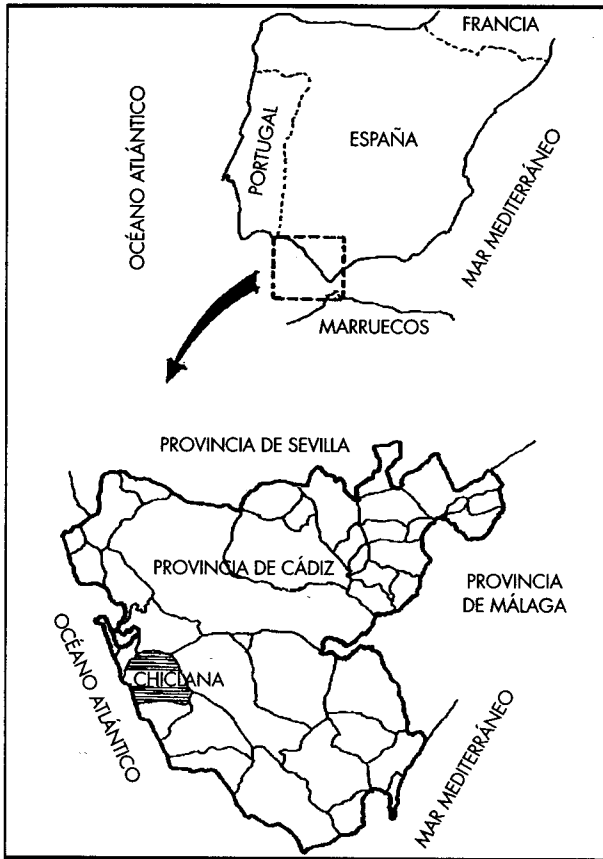 FRANCIA
OCÉANO ATLÁNTICO
PORTUGAL
ESPAÑA
MAR MEDITERRÁNEO
MARRUECOS
PROVINCIA DE SEVILLA
PROVINCIA DE CÁDIZ
PROVINCIA
DE MÁLAGA
OCÉANO ATLÁNTICO
CHICLANA
MAR MEDITERRÁNEO